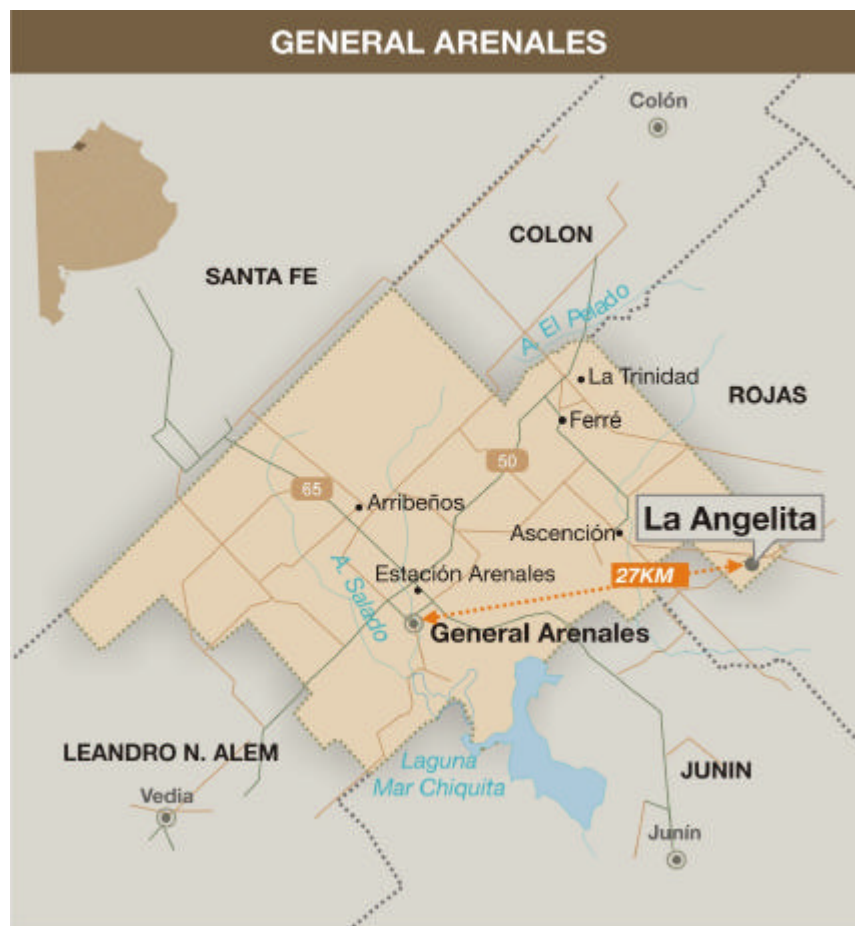 GENERAL ARENALES
Colón
COLON
SANTA FE
A. El Pelado
La Trinidad
ROJAS
Ferré
50
65
Arribeños
La Angelita
Ascención
A. Salado
Estación Arenales
27KM
General Arenales
LEANDRO N. ALEM
Laguna
Mar Chiquita
JUNIN
Vedia
Junín